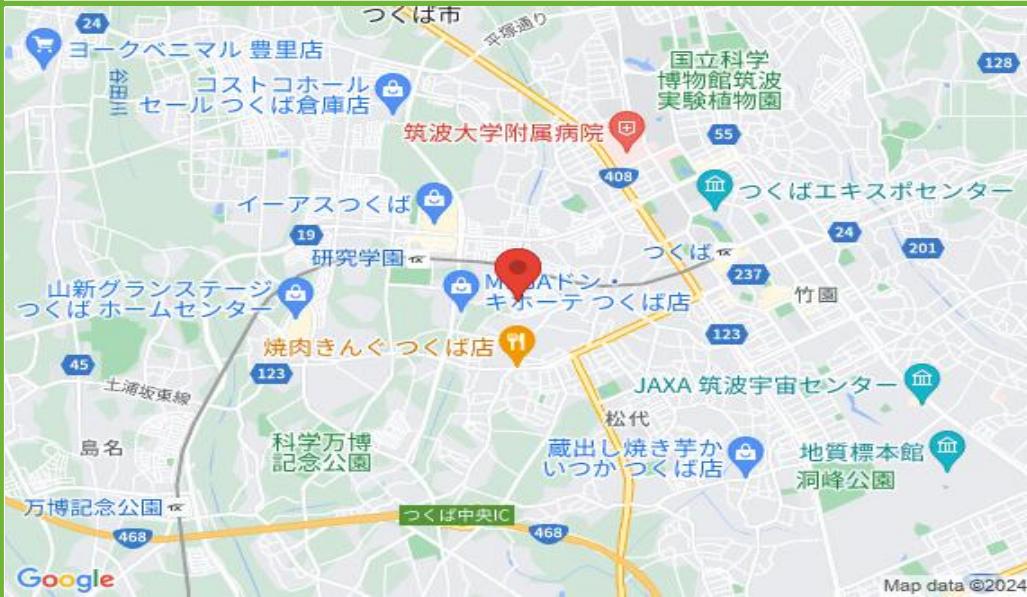 つくば市
24
ヨークベニマル 豊里店
平塚通り
谷田川
コストコホール
セール つくば倉庫店
国立科学
博物館筑波
実験植物園
128
筑波大学附属病院
55
408
つくばエキスポセンター
イーアスつくば
19
24
201
研究学園
つくば
237
山新グランステージ
つくば ホームセンター
キホーテ つくば店
竹園
123
焼肉きんぐ つくば店
45
123
JAXA 筑波宇宙センター
土浦坂東線
松代
島名
科学万博
記念公園
蔵出し焼き芋か
いつか つくば店
地質標本館
洞峰公園
万博記念公園
つくば中央IC
468
468
Google
Map data ©2024